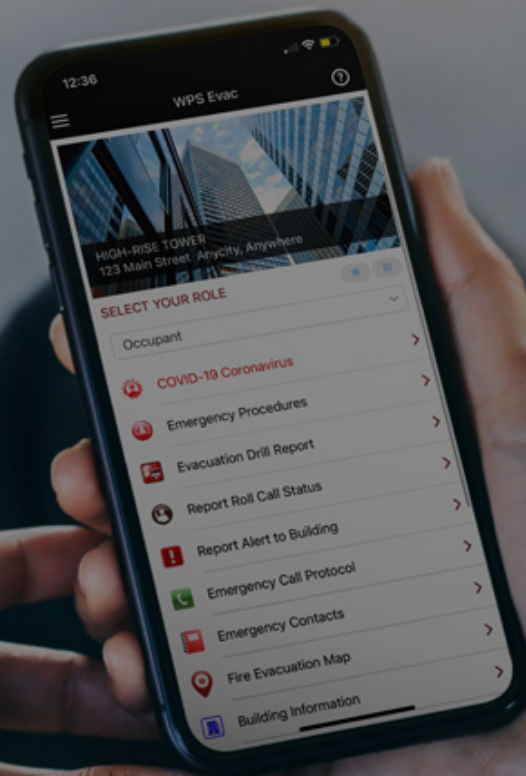 12:36
WPS Evac
HIGH-RISE TOWER
123 Main Street Anycity, Anywhere
SELECT YOUR ROLE
Occupant
COVID-19 Coronavirus
Emergency Procedures
Evacuation Drill Report
Report Roll Call Status
Report Alert to Building
Emergency Call Protocol
Emergency Contacts
Fire Evacuation Map
Building Information